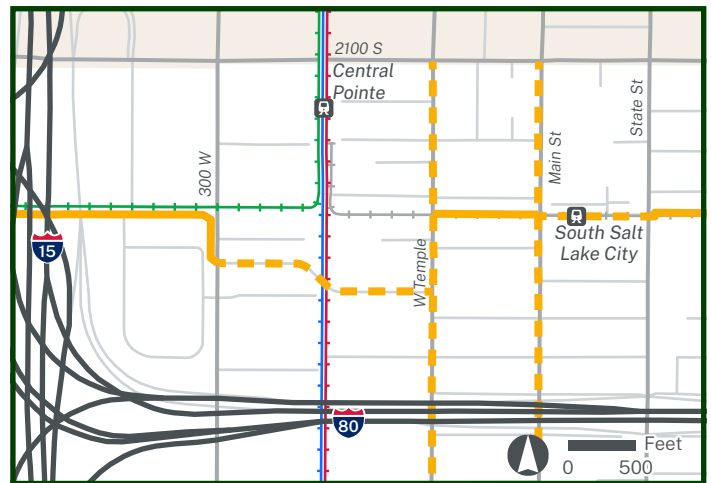 2100 S
Central
Pointe
State St
Main St
300 W
South Salt
Lake City
15
W Temple
80
Feet
0 500